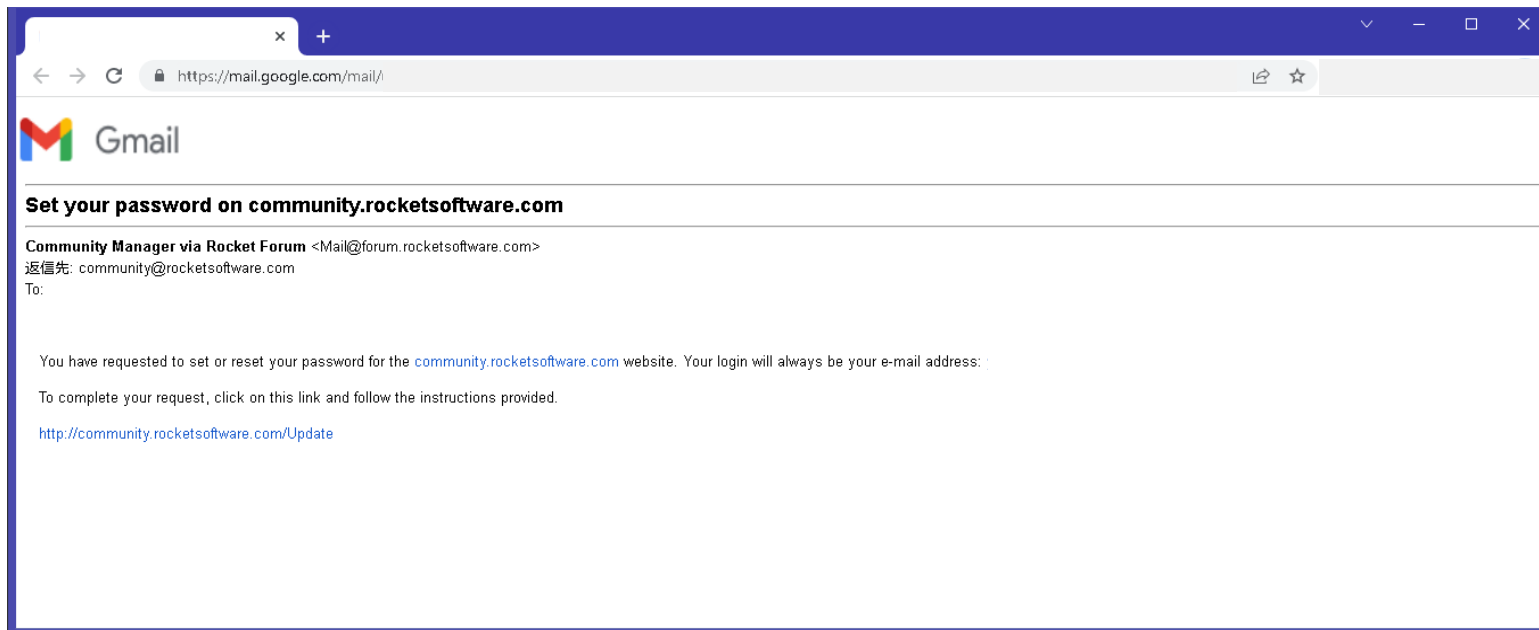 https://mail.google.com/mail/
Gmail
Set your password on community.rocketsoftware.com
Community Manager via Rocket Forum <Mail@forum.rocketsoftware.com>
返信先: community@rocketsoftware.com
To:
You have requested to set or reset your password for the community.rocketsoftware.com website. Your login will always be your e-mail address:
To complete your request, click on this link and follow the instructions provided.
http://community.rocketsoftware.com/Update